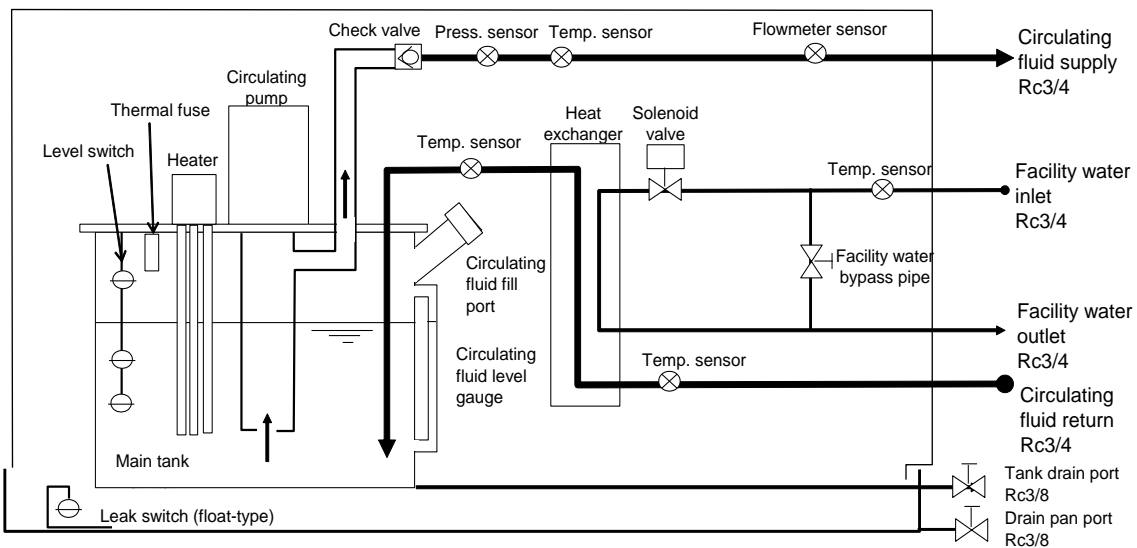 Check valve
Press. sensor
Temp. sensor
Flowmeter sensor
Circulating
fluid supply
Rc3/4
Circulating
pump
Thermal fuse
Level switch
Heater
Temp. sensor
Heat
exchanger
Solenoid
valve
Temp. sensor
Facility water
inlet
Rc3/4
Circulating
fluid fill
port
Facility water
bypass pipe
Facility water
outlet
Rc3/4
Circulating
fluid level
gauge
Temp. sensor
Circulating
fluid return
Rc3/4
Main tank
Tank drain port
Rc3/8
Leak switch (float-type)
Drain pan port
Rc3/8